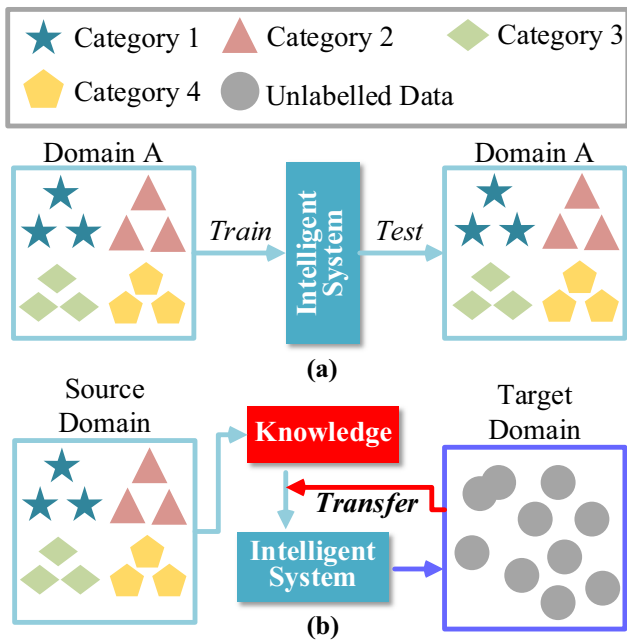 Category 1
Category 2
Category 3
Category 4
Unlabelled Data
Domain A
Domain A
Train
Intelligent
System
Test
(a)
Source
Domain
Knowledge
Target
Domain
Transfer
Intelligent
System
(b)